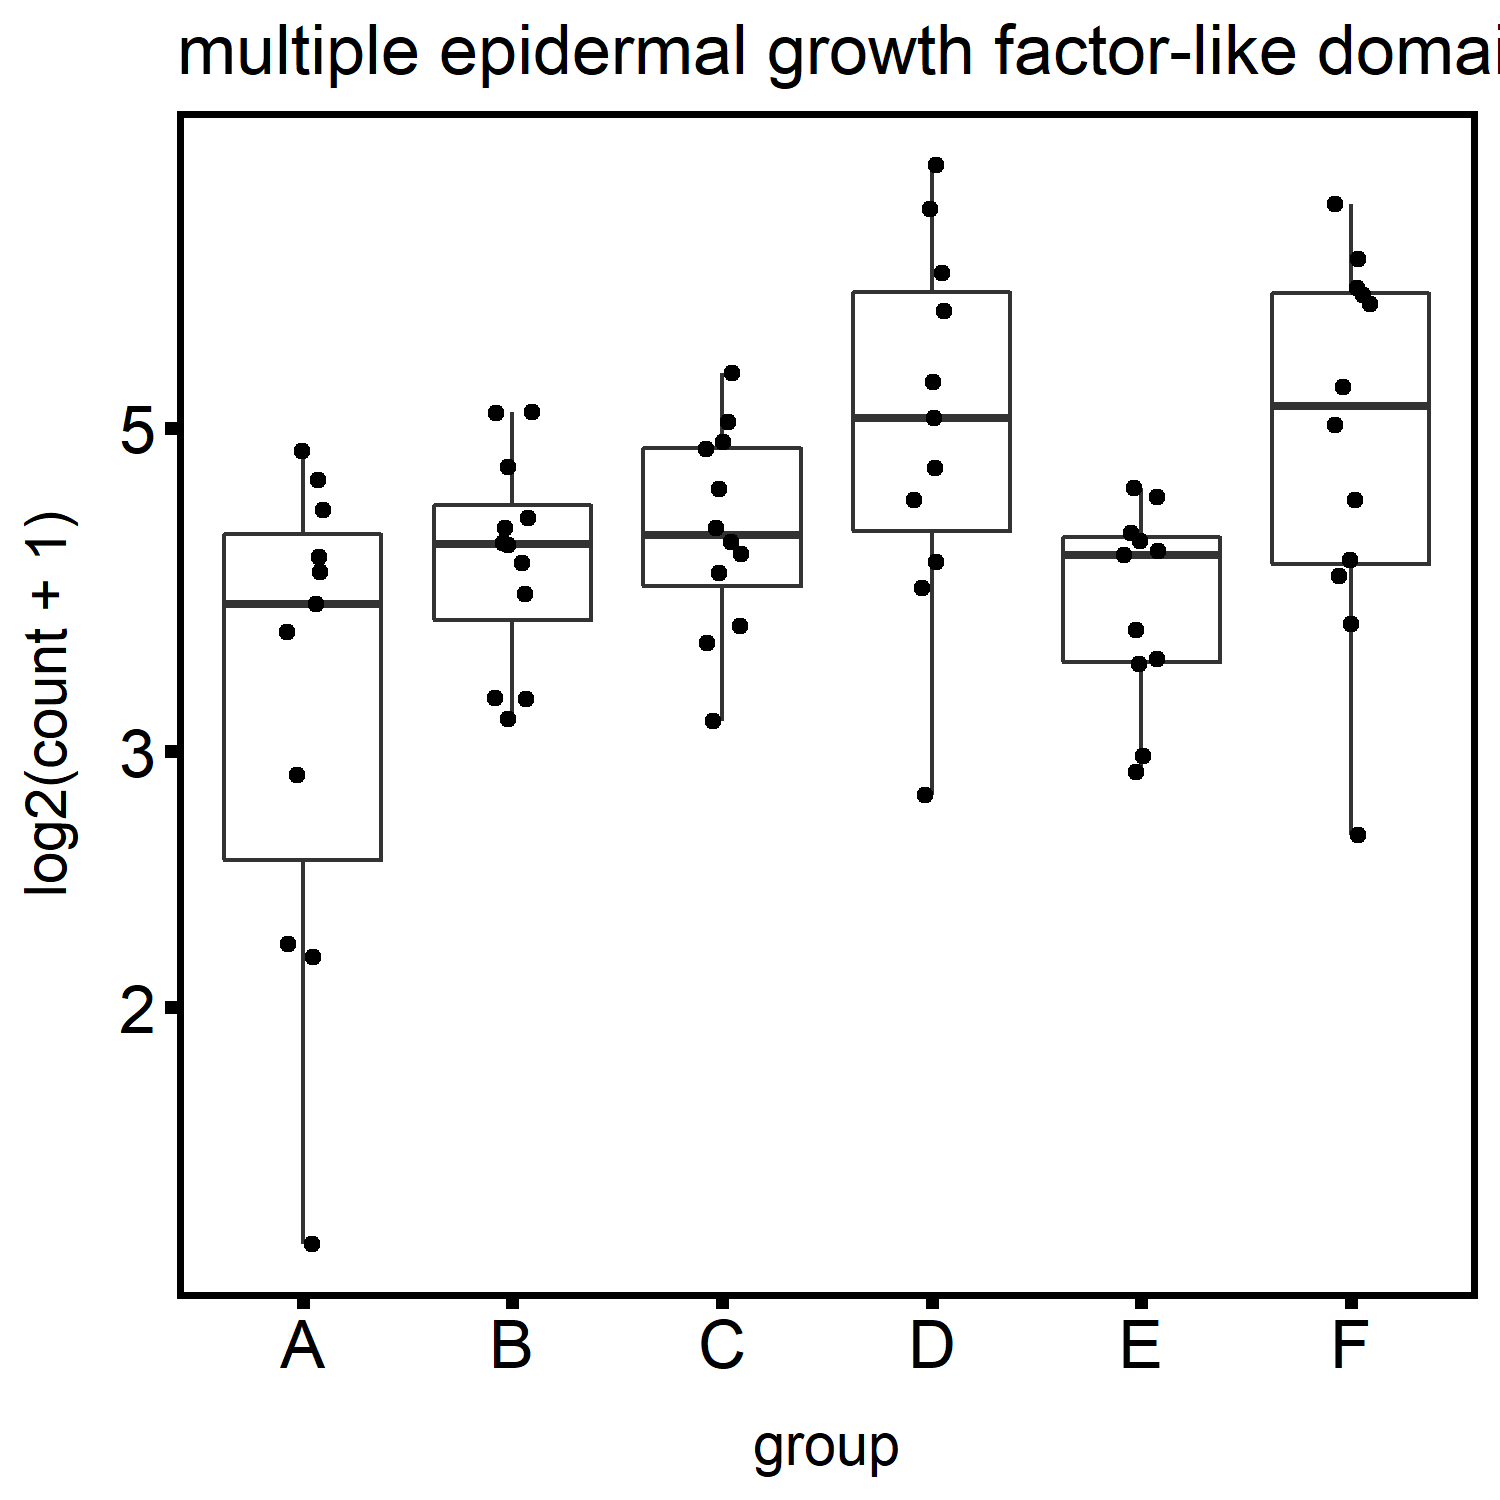 multiple epidermal growth factor-like domai
log2(count + 1)
5
3
2
A B C D E F
group